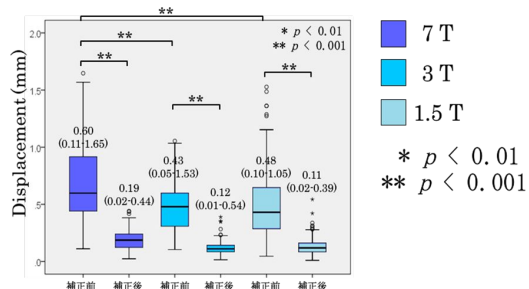 **
** 7 T
** * p < 0.01
** p < 0.001
** ** 3 T
** 1.5 T
* p < 0.01
** p < 0.001
Displacement (mm)
2.0
1.5
1.0
.5
.0
0.60
(0.11-1.65)
0.19
(0.02-0.44)
0.43
(0.05-1.53)
0.12
(0.01-0.54)
0.48
(0.10-1.05)
0.11
(0.02-0.39)
補正前 補正後 補正前 補正後 補正前 補正後